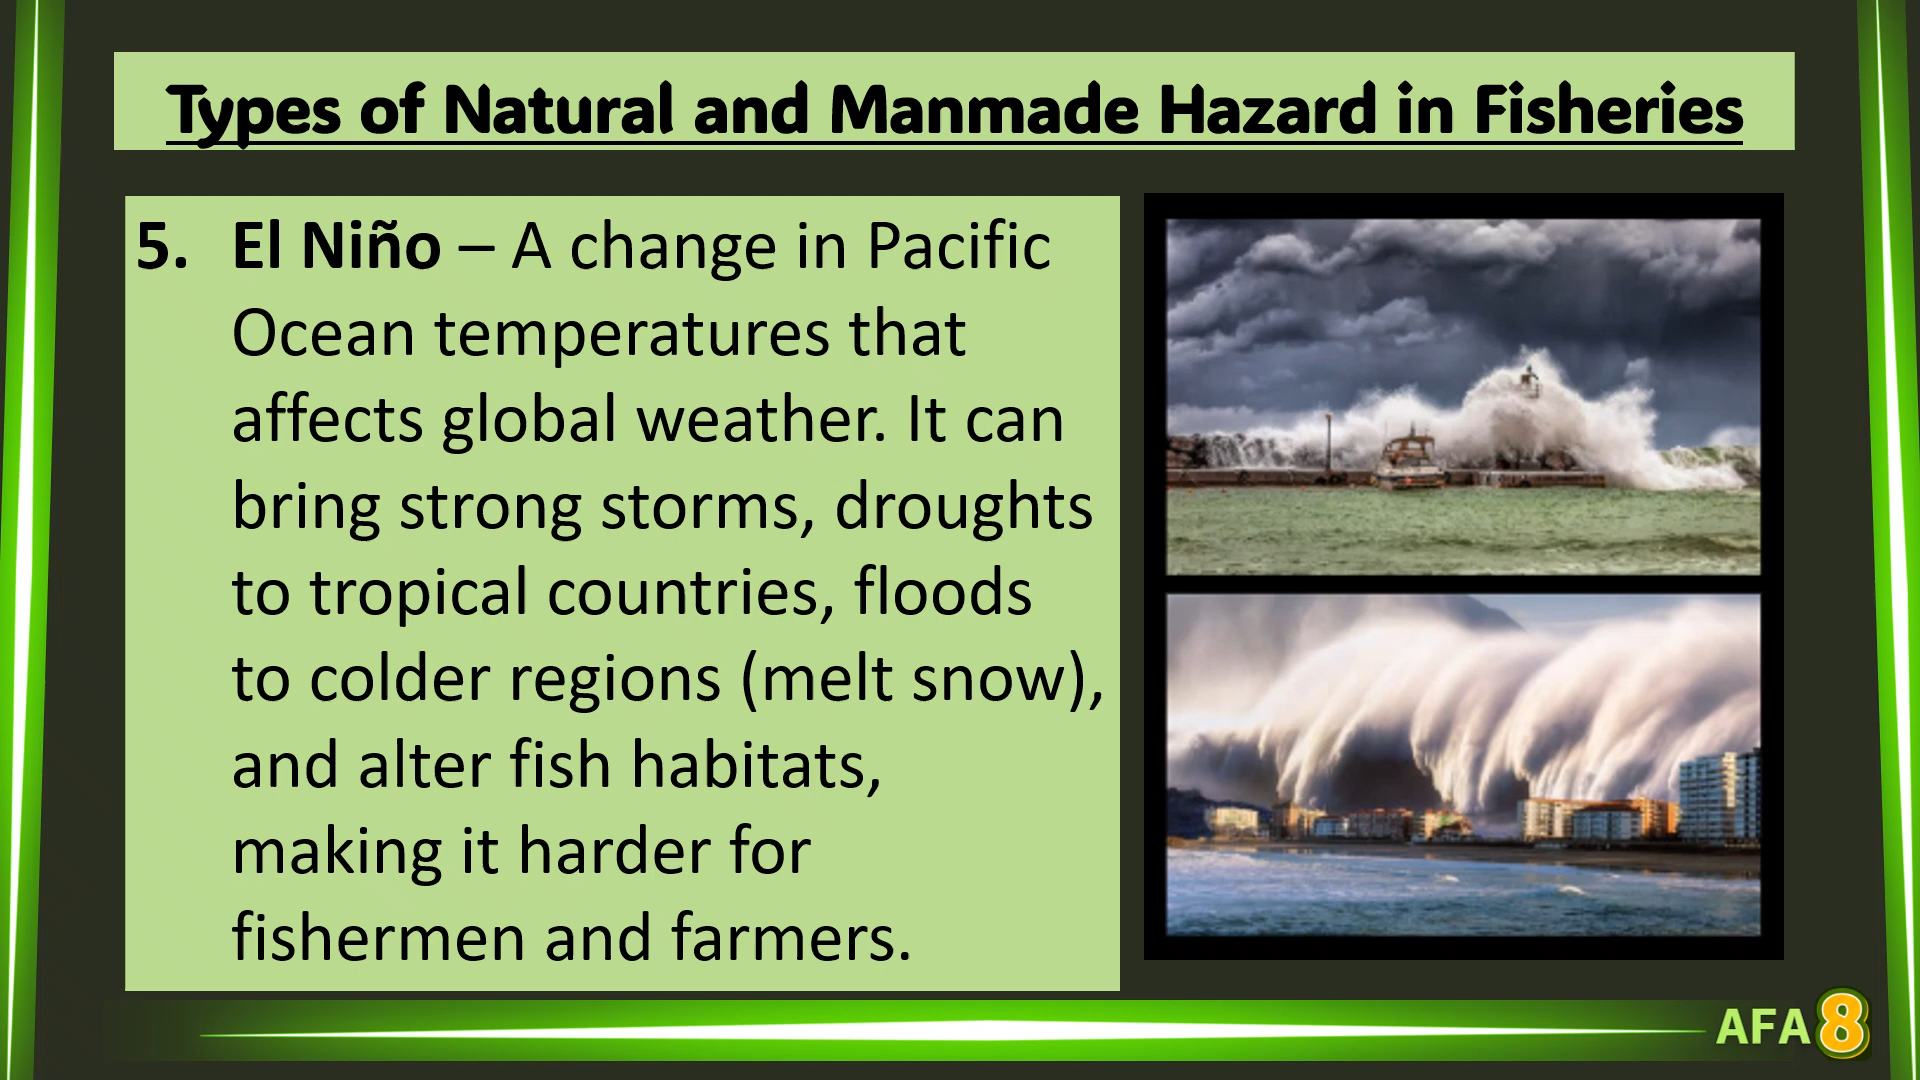 Types of Natural and Manmade Hazard in Fisheries
5. El Niño – A change in Pacific
Ocean temperatures that
affects global weather. It can
bring strong storms, droughts
to tropical countries, floods
to colder regions (melt snow),
and alter fish habitats,
making it harder for
fishermen and farmers.
AFA 8